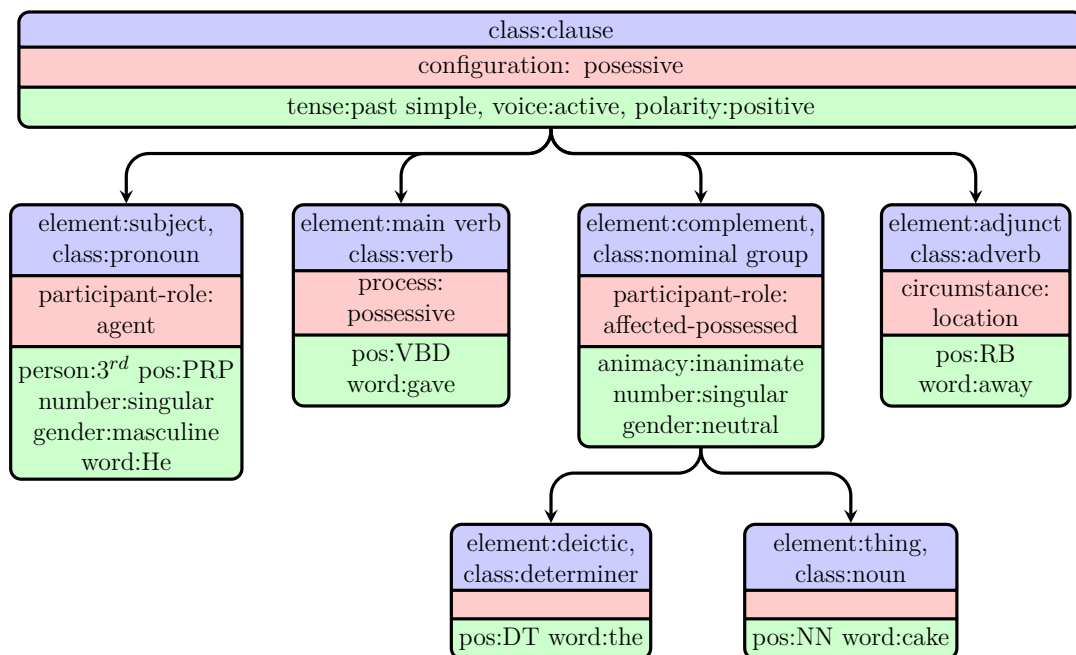 class:clause
configuration: posessive
tense:past simple, voice:active, polarity:positive
element:subject,
class:pronoun
participant-role:
agent
person:3rd pos:PRP
number:singular
gender:masculine
word:He
element:main verb
class:verb
process:
possessive
pos:VBD
word:gave
element:complement,
class:nominal group
participant-role:
affected-possessed
animacy:inanimate
number:singular
gender:neutral
element:adjunct
class:adverb
circumstance:
location
pos:RB
word:away
element:deictic,
class:determiner
pos:DT word:the
element:thing,
class:noun
pos:NN word:cake